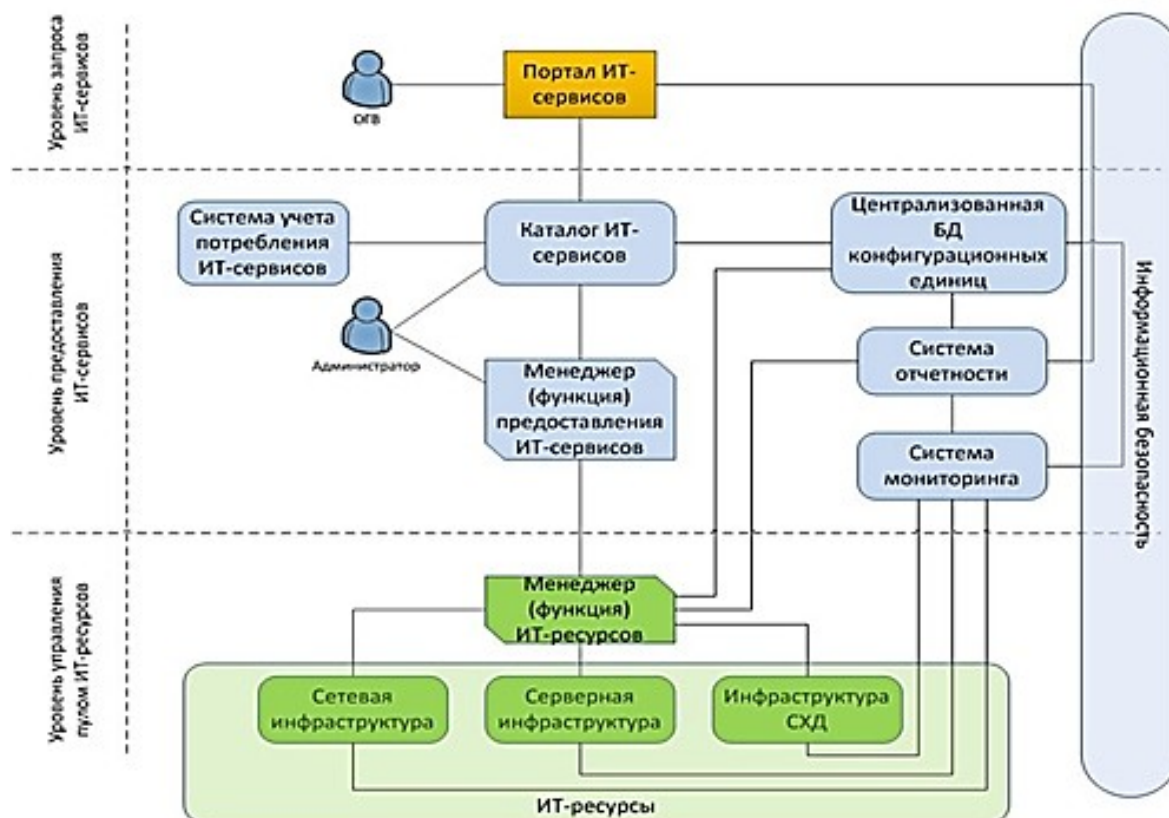 Уровень запроса
ИТ-сервисов
ОГВ
Портал ИТ-
сервисов
Уровень предоставления
ИТ-сервисов
Система учета
потребления
ИТ-сервисов
Каталог ИТ-
сервисов
Централизованная
БД
конфигурационных
единиц
Администратор
Менеджер
(функция)
предоставления
ИТ-сервисов
Система
отчетности
Система
мониторинга
Информационная безопасность
Уровень управления
пулом ИТ-ресурсов
Менеджер
(функция)
ИТ-ресурсов
Сетевая
инфраструктура
Серверная
инфраструктура
Инфраструктура
СХД
ИТ-ресурсы